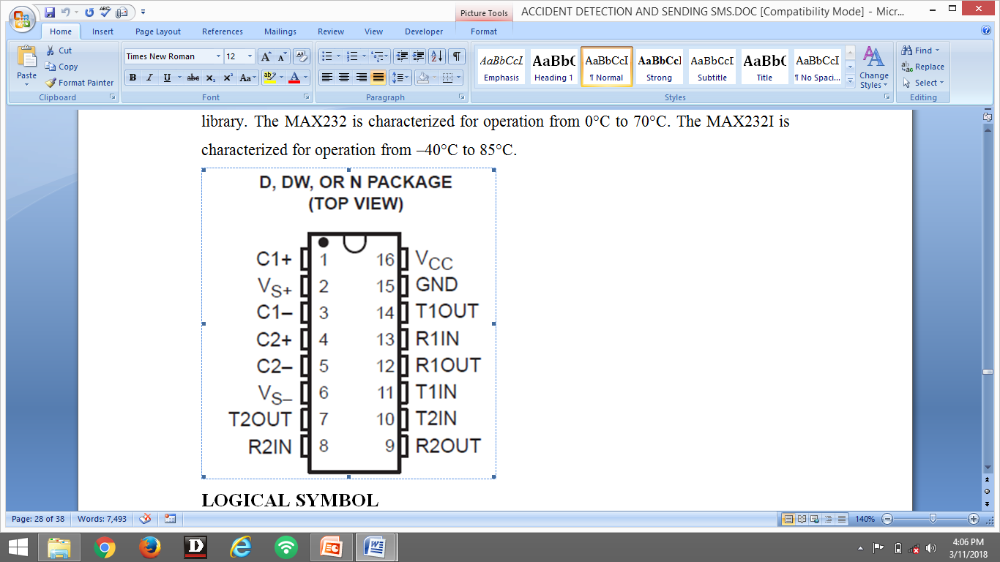 Picture Tools
ACCIDENT DETECTION AND SENDING SMS.DOC [Compatibility Mode] - Micr...
Home Insert Page Layout References Mailings Review View Developer Format
Paste
Cut
Copy
Format Painter
Clipboard
Times New Roman 12
Font
Paragraph
AaBbCcI AaBbC AaBbCcI AaBbCcI AaBbCcI AaBbC AaBbCcI
Emphasis Heading 1 ¶ Normal Strong Subtitle Title ¶ No Spaci...
Change
Styles
Styles
Find
Replace
Select
Editing
library. The MAX232 is characterized for operation from 0°C to 70°C. The MAX232I is
characterized for operation from –40°C to 85°C.
D, DW, OR N PACKAGE
(TOP VIEW)
C1+ 1 16 VCC
VS+ 2 15 GND
C1– 3 14 T1OUT
C2+ 4 13 R1IN
C2– 5 12 R1OUT
VS– 6 11 T1IN
T2OUT 7 10 T2IN
R2IN 8 9 R2OUT
LOGICAL SYMBOL
Page: 28 of 38 Words: 7,493 140%
4:06 PM
3/11/2018